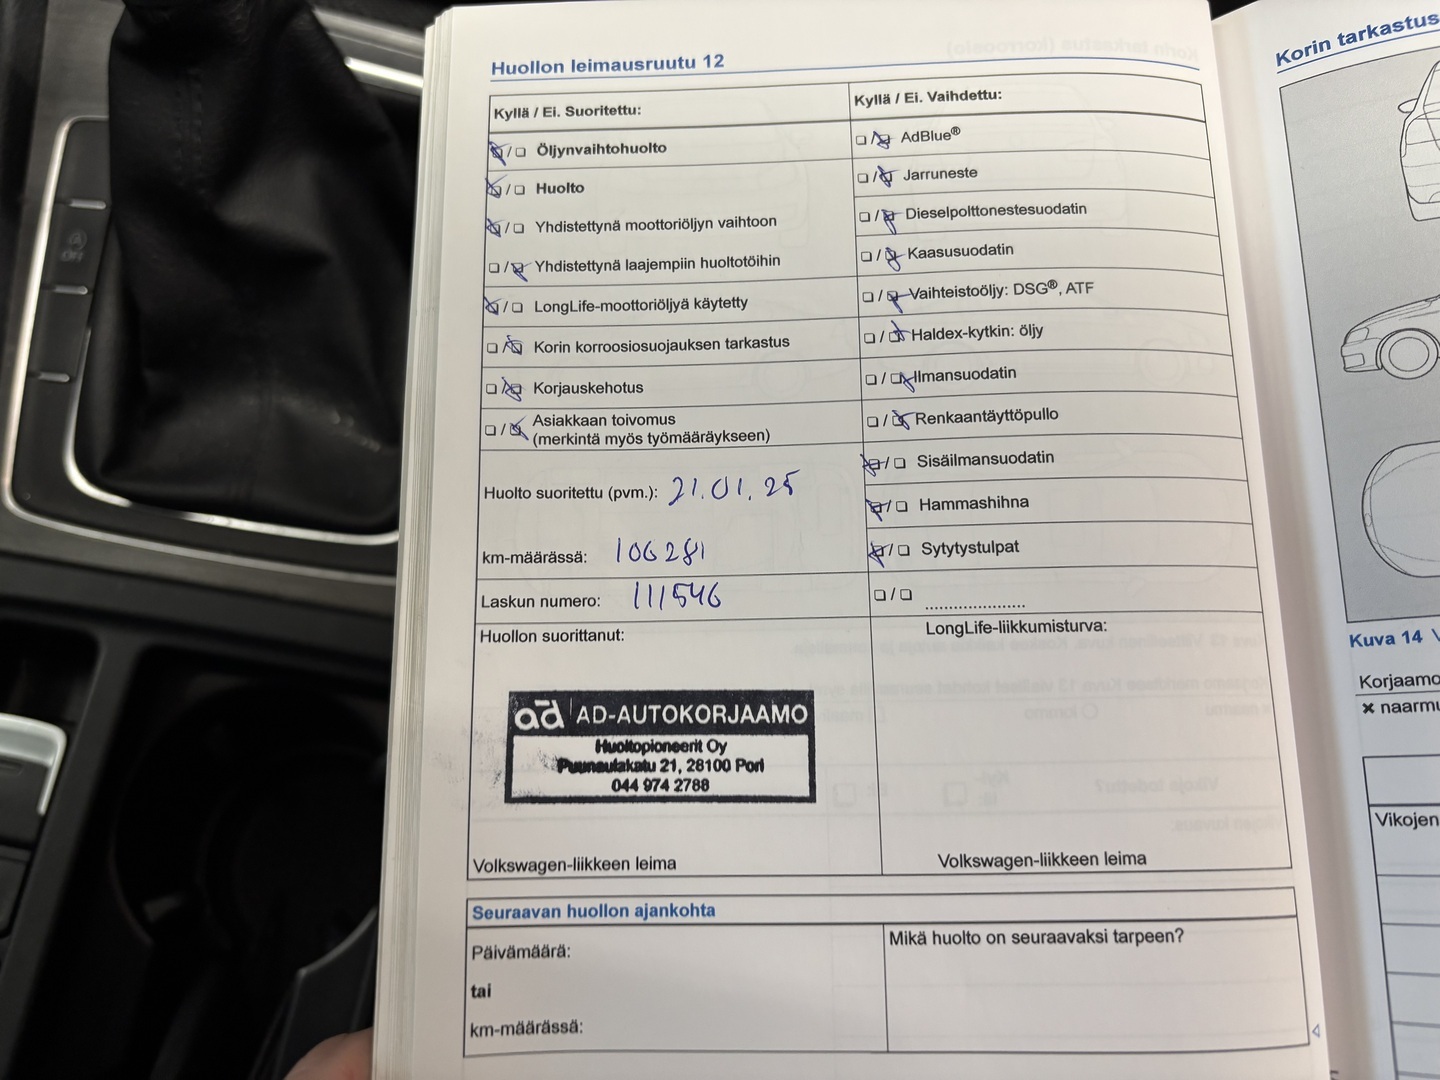 Huollon leimausruutu 12
Kyllä / Ei. Suoritettu:
☒/☐ Öljynvaihtohuolto
☒/☐ Huolto
☒/☐ Yhdistettynä moottoriöljyn vaihtoon
☐/☒ Yhdistettynä laajempiin huoltotöihin
☒/☐ LongLife-moottoriöljyä käytetty
☐/☒ Korin korroosiosuojauksen tarkastus
☐/☒ Korjauskehotus
☐/☒ Asiakkaan toivomus
(merkintä myös työmääräykseen)
Huolto suoritettu (pvm.): 21.01.25
km-määrässä: 106281
Laskun numero: 111546
Huollon suorittanut:
ad AD-AUTOKORJAAMO
Huoltopioneerit Oy
Puunaulakatu 21, 28100 Pori
044 974 2788
Volkswagen-liikkeen leima
Kyllä / Ei. Vaihdettu:
☐/☒ AdBlue®
☐/☒ Jarruneste
☐/☒ Dieselpolttonestesuodatin
☐/☒ Kaasusuodatin
☐/☒ Vaihteistoöljy: DSG®, ATF
☐/☒ Haldex-kytkin: öljy
☐/☒ Ilmansuodatin
☐/☒ Renkaantäyttöpullo
☒/☐ Sisäilmansuodatin
☒/☐ Hammashihna
☒/☐ Sytytystulpat
☐/☐ .....................
LongLife-liikkumisturva:
Volkswagen-liikkeen leima
Seuraavan huollon ajankohta
Päivämäärä:
tai
km-määrässä:
Mikä huolto on seuraavaksi tarpeen?
Korin tarkastus
Kuva 14
Korjaamo
✖ naarmu
Vikojen